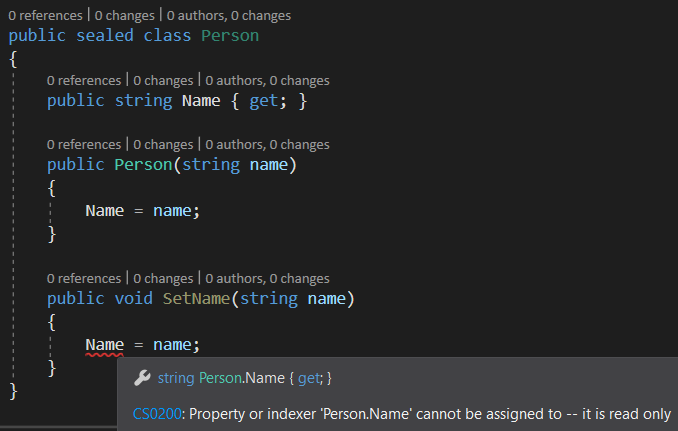 0 references | 0 changes | 0 authors, 0 changes
public sealed class Person
{
0 references | 0 changes | 0 authors, 0 changes
public string Name { get; }
0 references | 0 changes | 0 authors, 0 changes
public Person(string name)
{
Name = name;
}
0 references | 0 changes | 0 authors, 0 changes
public void SetName(string name)
{
Name = name;
}
string Person.Name { get; }
}
CS0200: Property or indexer 'Person.Name' cannot be assigned to -- it is read only